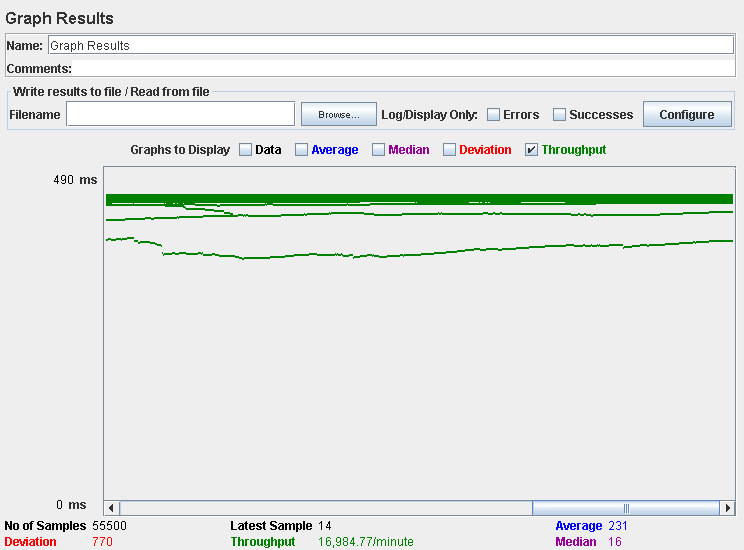 Graph Results
Name: Graph Results
Comments:
Write results to file / Read from file
Filename Browse... Log/Display Only: Errors Successes Configure
Graphs to Display Data Average Median Deviation Throughput
490 ms
0 ms
No of Samples 55500 Latest Sample 14 Average 231
Deviation 770 Throughput 16,984.77/minute Median 16